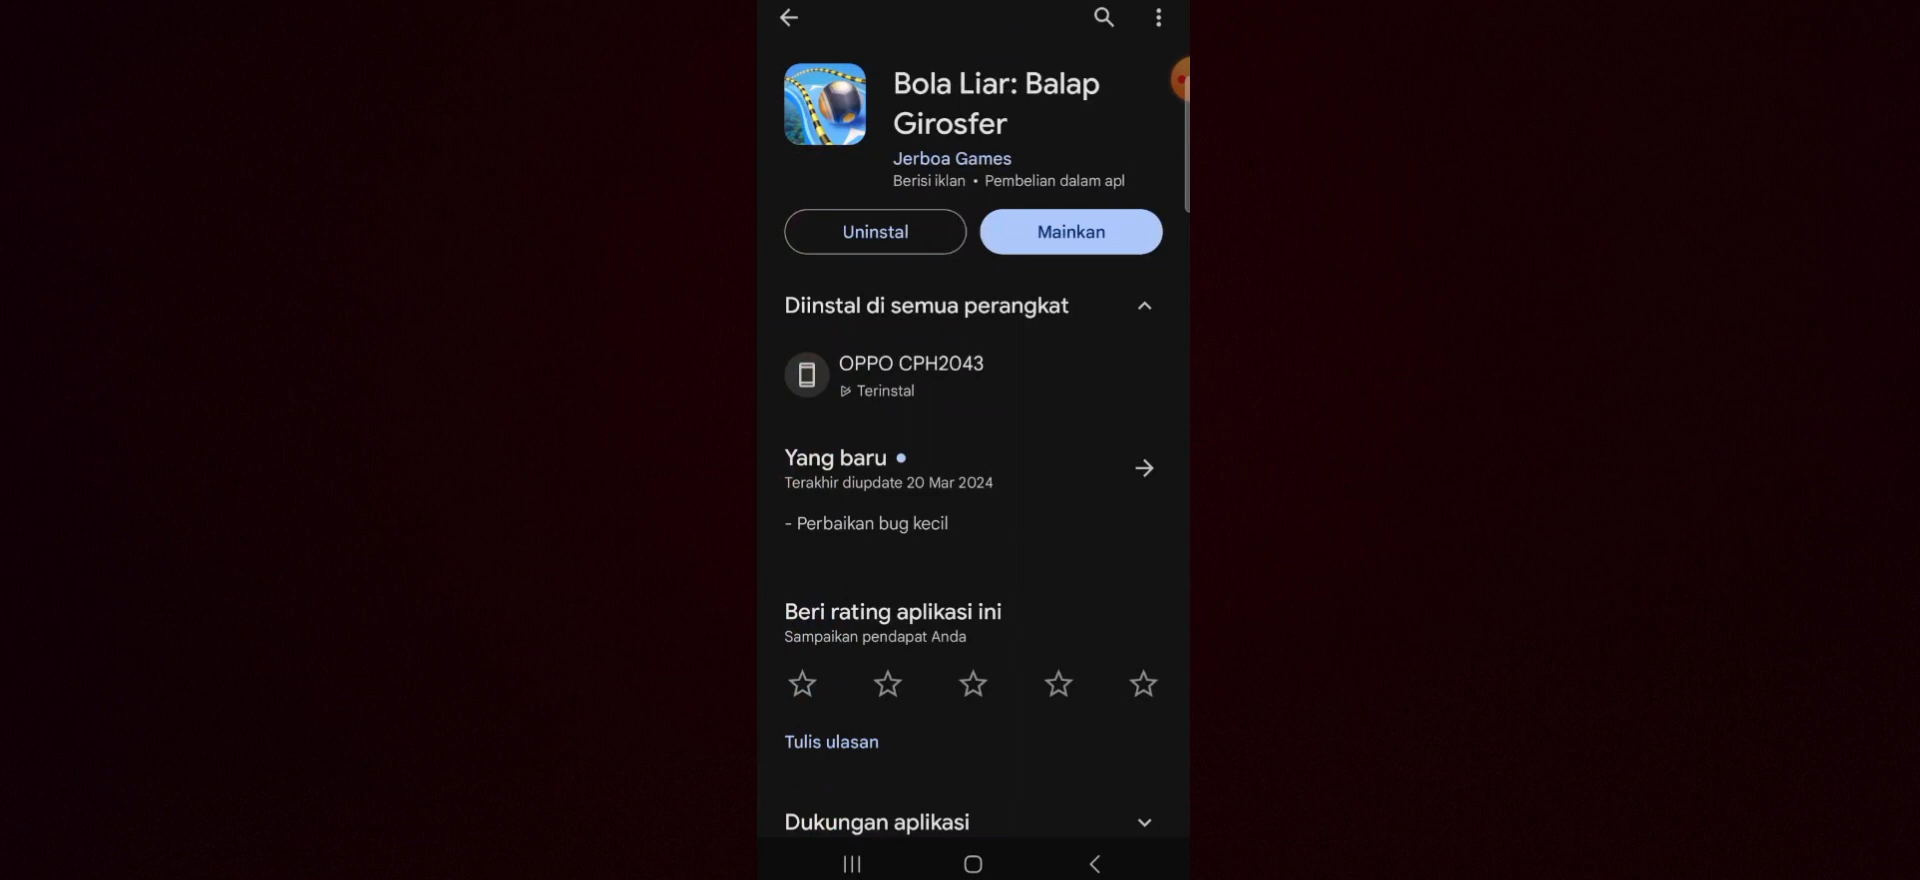 Bola Liar: Balap
Girosfer
Jerboa Games
Berisi iklan • Pembelian dalam apl
Uninstal
Mainkan
Diinstal di semua perangkat
OPPO CPH2043
Terinstal
Yang baru
Terakhir diupdate 20 Mar 2024
- Perbaikan bug kecil
Beri rating aplikasi ini
Sampaikan pendapat Anda
Tulis ulasan
Dukungan aplikasi